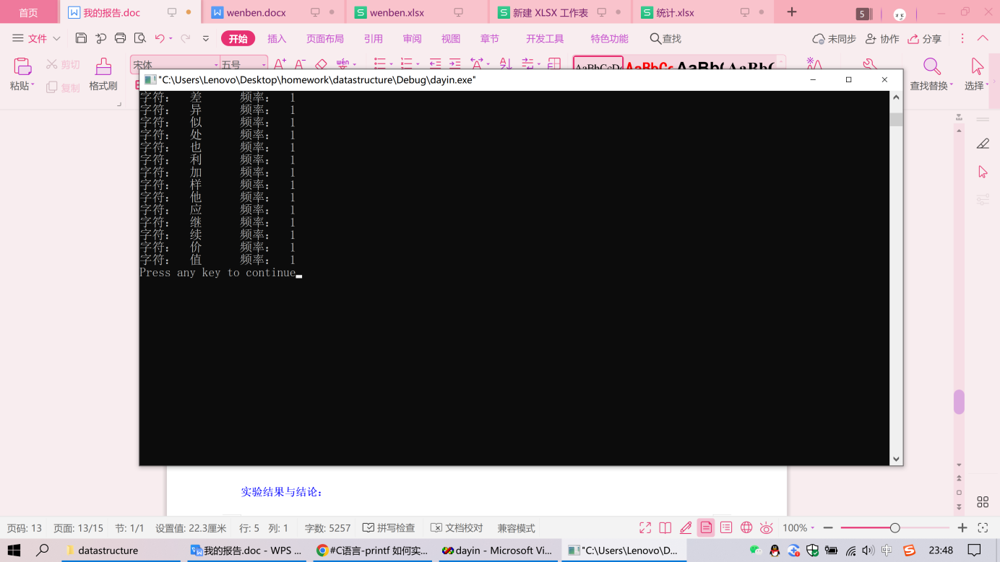 首页 我的报告.doc wenben.docx wenben.xlsx 新建 XLSX 工作表 统计.xlsx 5
文件 开始 插入 页面布局 引用 审阅 视图 章节 开发工具 特色功能 查找 未同步 协作 分享
粘贴 剪切 复制 格式刷 宋体 五号 wén 查找替换 选择
"C:\Users\Lenovo\Desktop\homework\datastructure\Debug\dayin.exe"
字符： 差 频率： 1
字符： 异 频率： 1
字符： 似 频率： 1
字符： 处 频率： 1
字符： 也 频率： 1
字符： 利 频率： 1
字符： 加 频率： 1
字符： 样 频率： 1
字符： 他 频率： 1
字符： 应 频率： 1
字符： 继 频率： 1
字符： 续 频率： 1
字符： 价 频率： 1
字符： 值 频率： 1
Press any key to continue
实验结果与结论：
页码: 13 页面: 13/15 节: 1/1 设置值: 22.3厘米 行: 5 列: 1 字数: 5257 拼写检查 文档校对 兼容模式 100%
datastructure 我的报告.doc - WPS ... #C语言-printf 如何实... dayin - Microsoft Vi... "C:\Users\Lenovo\D... 中 23:48